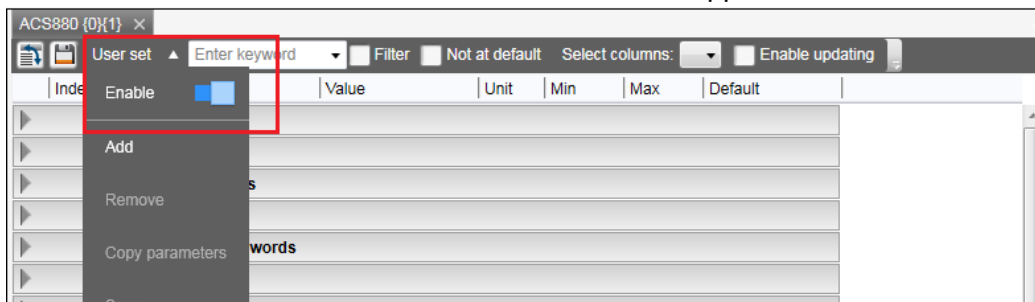 ACS880 {0}{1} ×
User set ▲ Enter keyword Filter Not at default Select columns: Enable updating
Inde Value Unit Min Max Default
Enable
Add
s
Remove
Copy parameters words